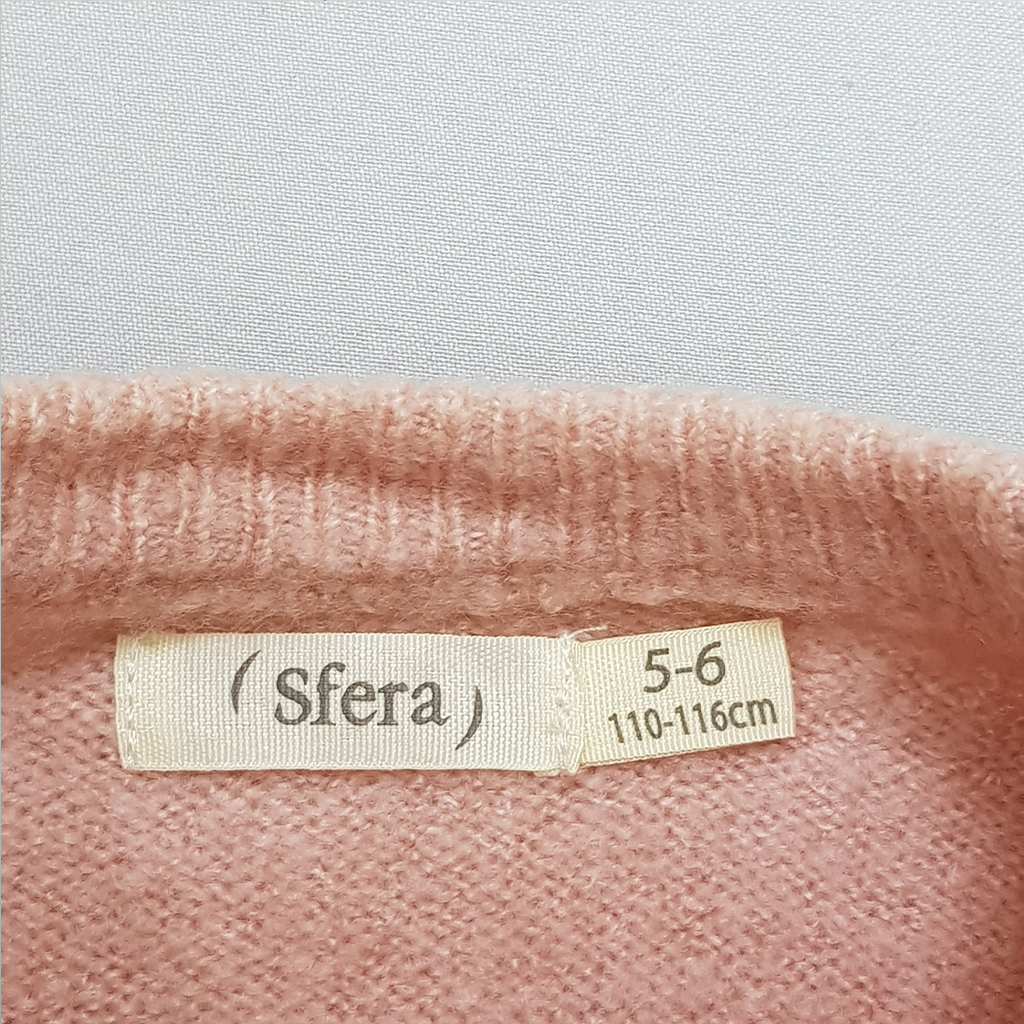 ( Sfera )
5-6
110-116cm